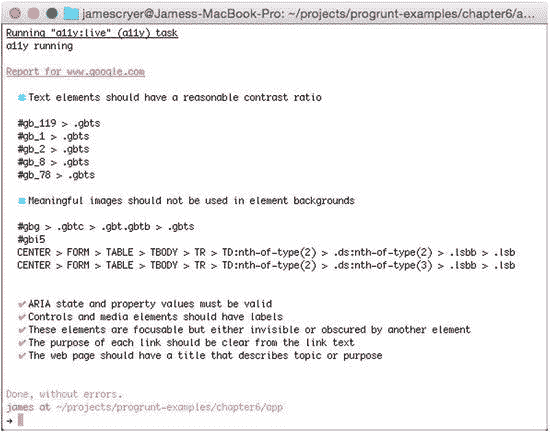 jamescryer@Jamess-MacBook-Pro: ~/projects/progrunt-examples/chapter6/a...
Running "a11y:live" (a11y) task
a11y running
Report for www.google.com
Text elements should have a reasonable contrast ratio
#gb_119 > .gbts
#gb_1 > .gbts
#gb_2 > .gbts
#gb_8 > .gbts
#gb_78 > .gbts
Meaningful images should not be used in element backgrounds
#gbg > .gbtc > .gbt.gbtb > .gbts
#gbi5
CENTER > FORM > TABLE > TBODY > TR > TD:nth-of-type(2) > .ds:nth-of-type(2) > .lsbb > .lsb
CENTER > FORM > TABLE > TBODY > TR > TD:nth-of-type(2) > .ds:nth-of-type(3) > .lsbb > .lsb
✔ ARIA state and property values must be valid
✔ Controls and media elements should have labels
✔ These elements are focusable but either invisible or obscured by another element
✔ The purpose of each link should be clear from the link text
✔ The web page should have a title that describes topic or purpose
Done, without errors.
james at ~/projects/progrunt-examples/chapter6/app
➜